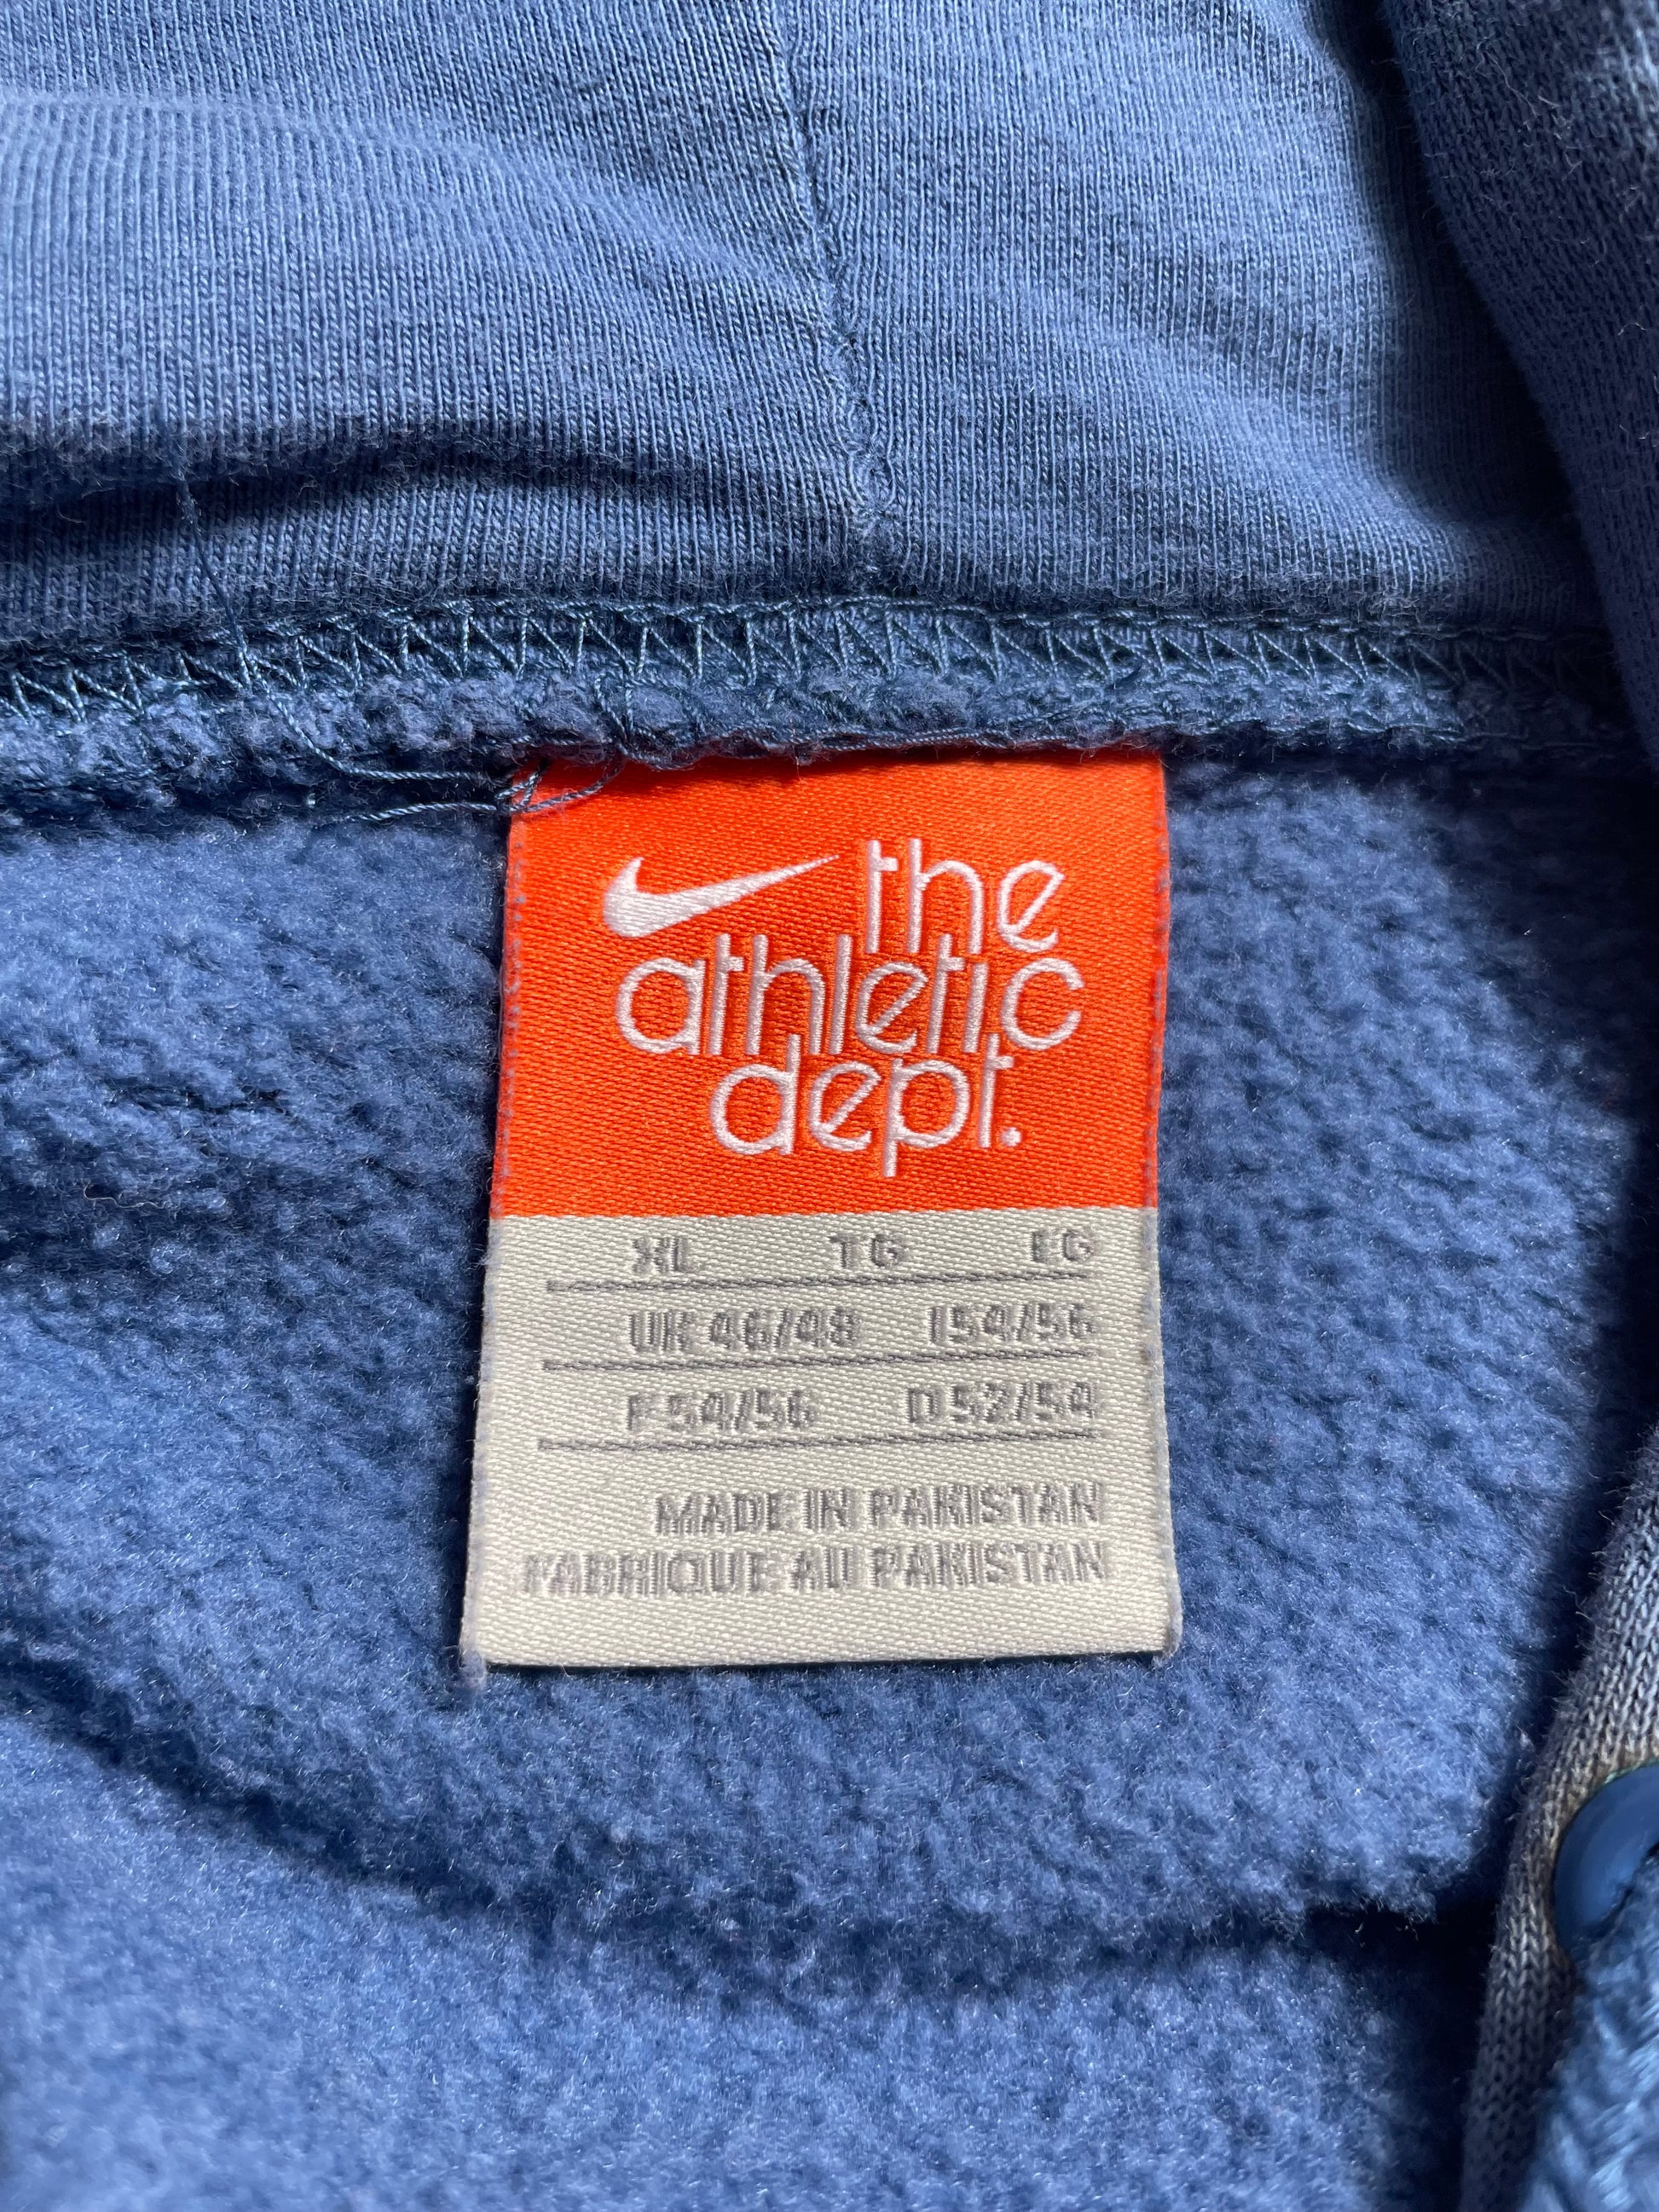 the
athletic
dept.
XL TG EG
UK 46/48 I 54/56
F 54/56 D 52/54
MADE IN PAKISTAN
FABRIQUE AU PAKISTAN